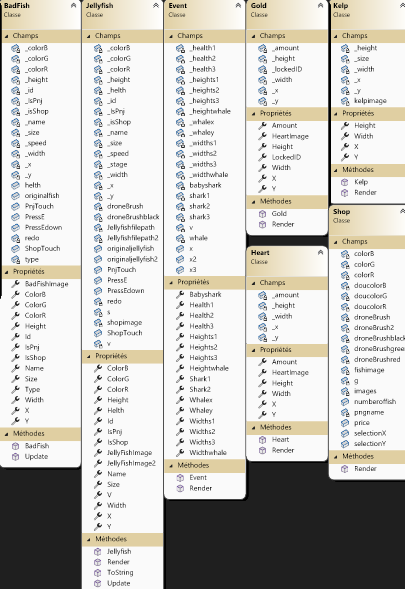 BadFish
Classe
Champs
_colorB
_colorG
_colorR
_height
_id
_IsPnj
_isShop
_name
_size
_speed
_width
_x
_y
helth
originalfish
PnjTouch
PressE
PressEdown
redo
ShopTouch
type
Propriétés
BadFishImage
ColorB
ColorG
ColorR
Height
Id
IsPnj
IsShop
Name
Size
Type
Width
X
Y
Méthodes
BadFish
Update
Jellyfish
Classe
Champs
_colorB
_colorG
_colorR
_height
_helth
_id
_IsPnj
_isShop
_name
_size
_speed
_stage
_width
_x
_y
droneBrush
droneBrushblack
Jellyfishfilepath
Jellyfishfilepath2
originaljellyfish
originaljellyfish2
PnjTouch
PressE
PressEdown
redo
s
shopimage
ShopTouch
v
Propriétés
ColorB
ColorG
ColorR
Height
Helth
Id
IsPnj
IsShop
JellyFishImage
JellyFishImage2
Name
Size
V
Width
X
Y
Méthodes
Jellyfish
Render
ToString
Update
Event
Classe
Champs
_health1
_health2
_health3
_heights1
_heights2
_heights3
_heightwhale
_whalex
_whaley
_widths1
_widths2
_widths3
_widthwhale
babyshark
shark1
shark2
shark3
v
whale
x
x2
x3
Propriétés
Babyshark
Health1
Health2
Health3
Heights1
Heights2
Heights3
Heightwhale
Shark1
Shark2
Whalex
Whaley
Widths1
Widths2
Widths3
Widthwhale
Méthodes
Event
Render
Gold
Classe
Champs
_amount
_height
_lockedID
_width
_x
_y
Propriétés
Amount
HeartImage
Height
LockedID
Width
X
Y
Méthodes
Gold
Render
Heart
Classe
Champs
_amount
_height
_width
_x
_y
Propriétés
Amount
HeartImage
Height
Width
X
Y
Méthodes
Heart
Render
Kelp
Classe
Champs
_height
_size
_width
_x
_y
kelpimage
Propriétés
Height
Width
X
Y
Méthodes
Kelp
Render
Shop
Classe
Champs
colorB
colorG
colorR
doucolorB
doucolorG
doucolorR
droneBrush
droneBrush2
droneBrushblack
droneBrushgree
droneBrushred
fishimage
g
images
numberoffish
pngname
price
selectionX
selectionY
Méthodes
Render